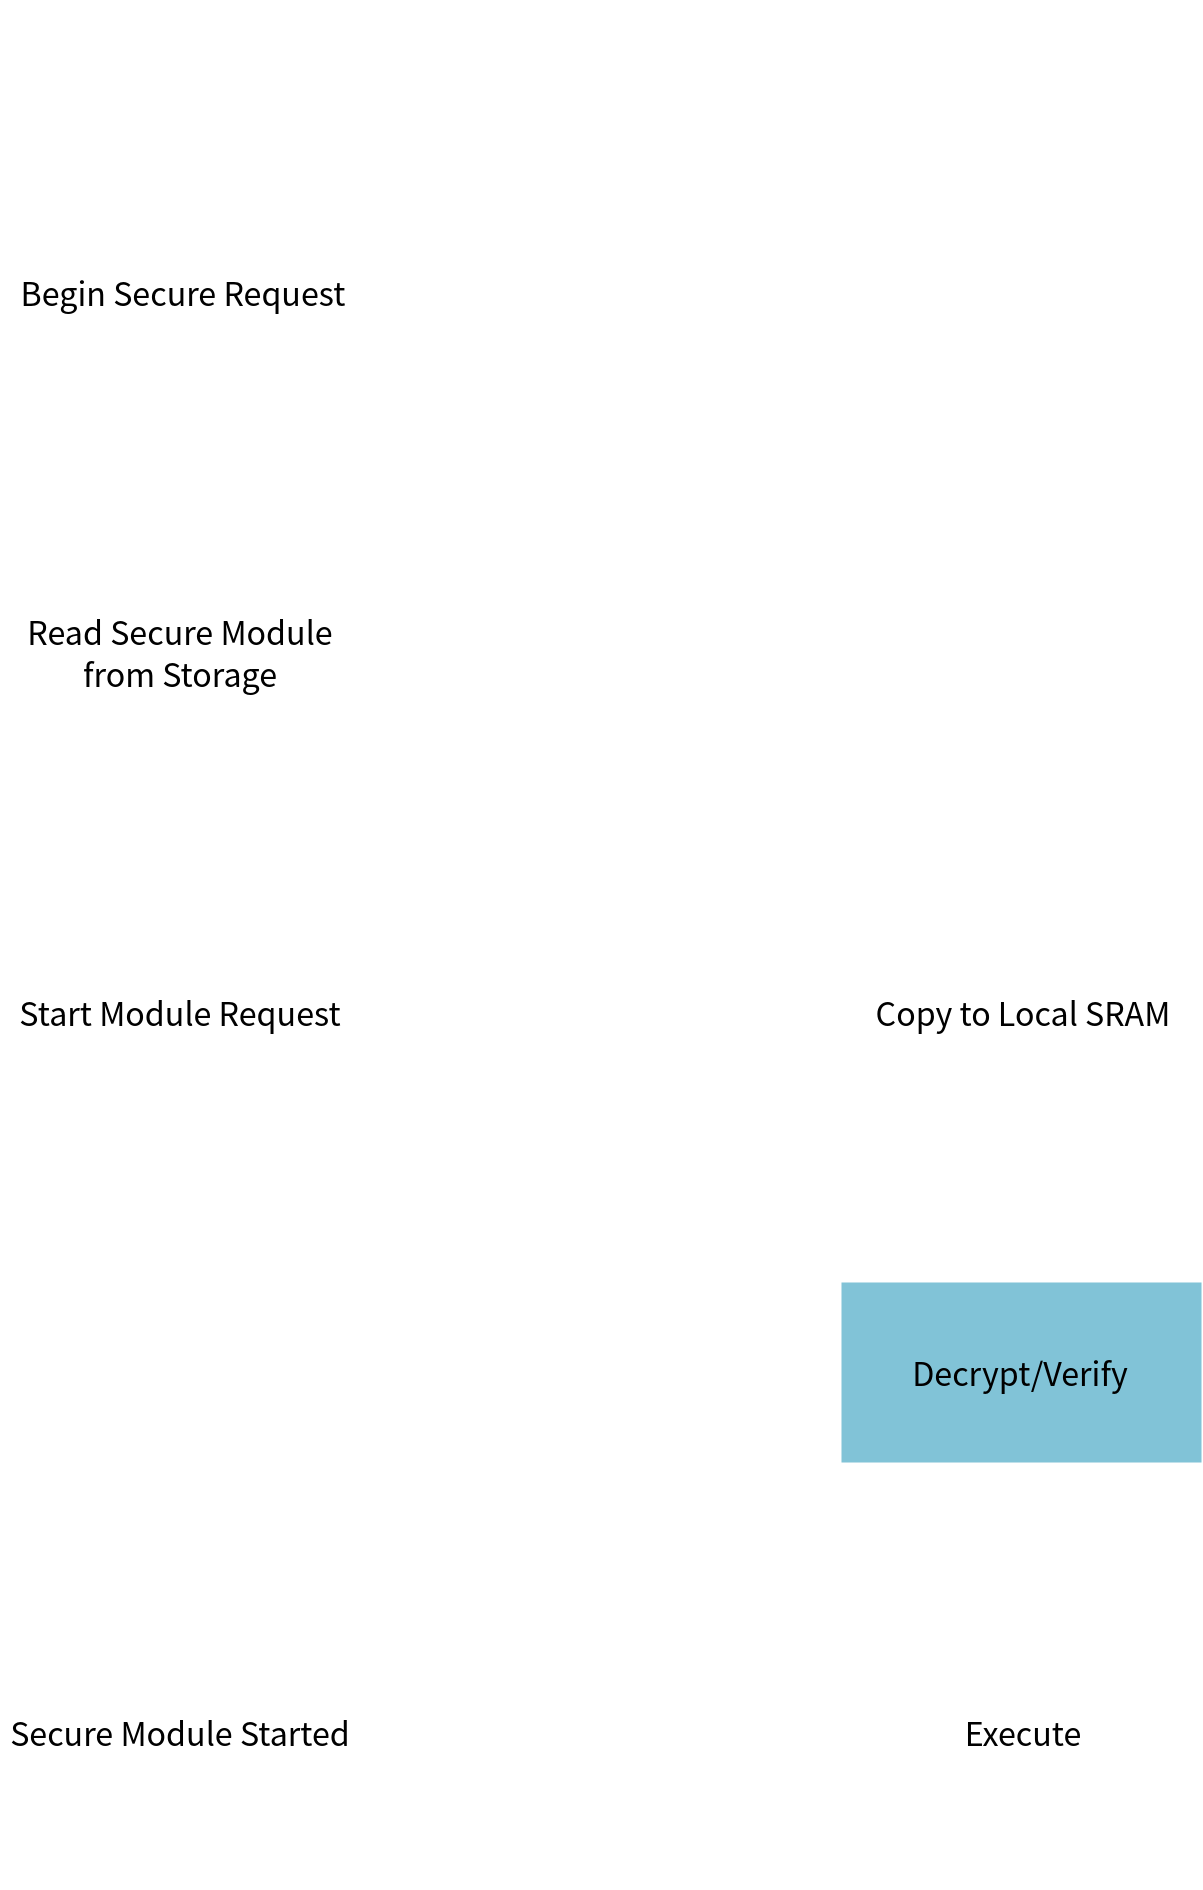 Begin Secure Request
Read Secure Module
from Storage
Start Module Request
Copy to Local SRAM
Decrypt/Verify
Secure Module Started
Execute